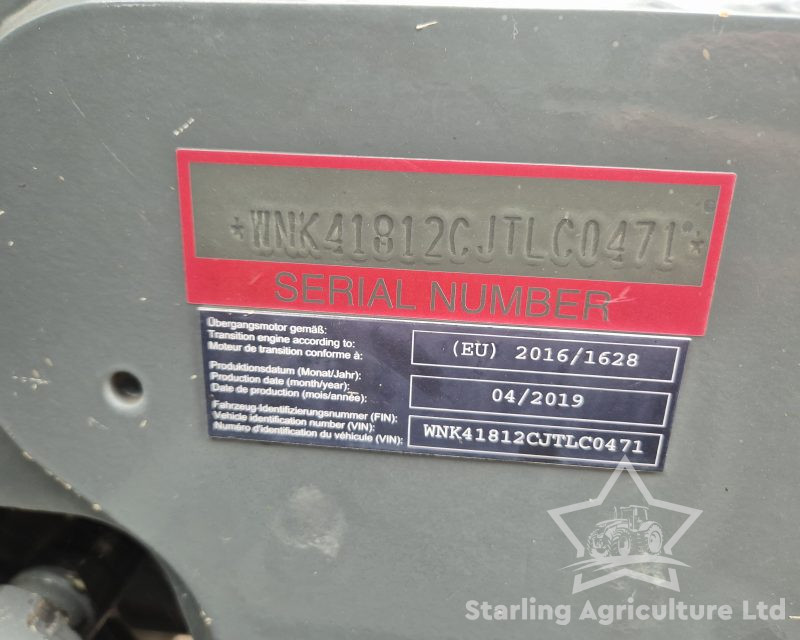 *WNK41812CJTLC0471*
SERIAL NUMBER
Übergangsmotor gemäß:
Transition engine according to:
Moteur de transition conforme à:
(EU) 2016/1628
Produktionsdatum (Monat/Jahr):
Production date (month/year):
Date de production (mois/année):
04/2019
Fahrzeug-Identifizierungsnummer (FIN):
Vehicle identification number (VIN):
Numéro d'identification du véhicule (VIN):
WNK41812CJTLC0471
Starling Agriculture Ltd